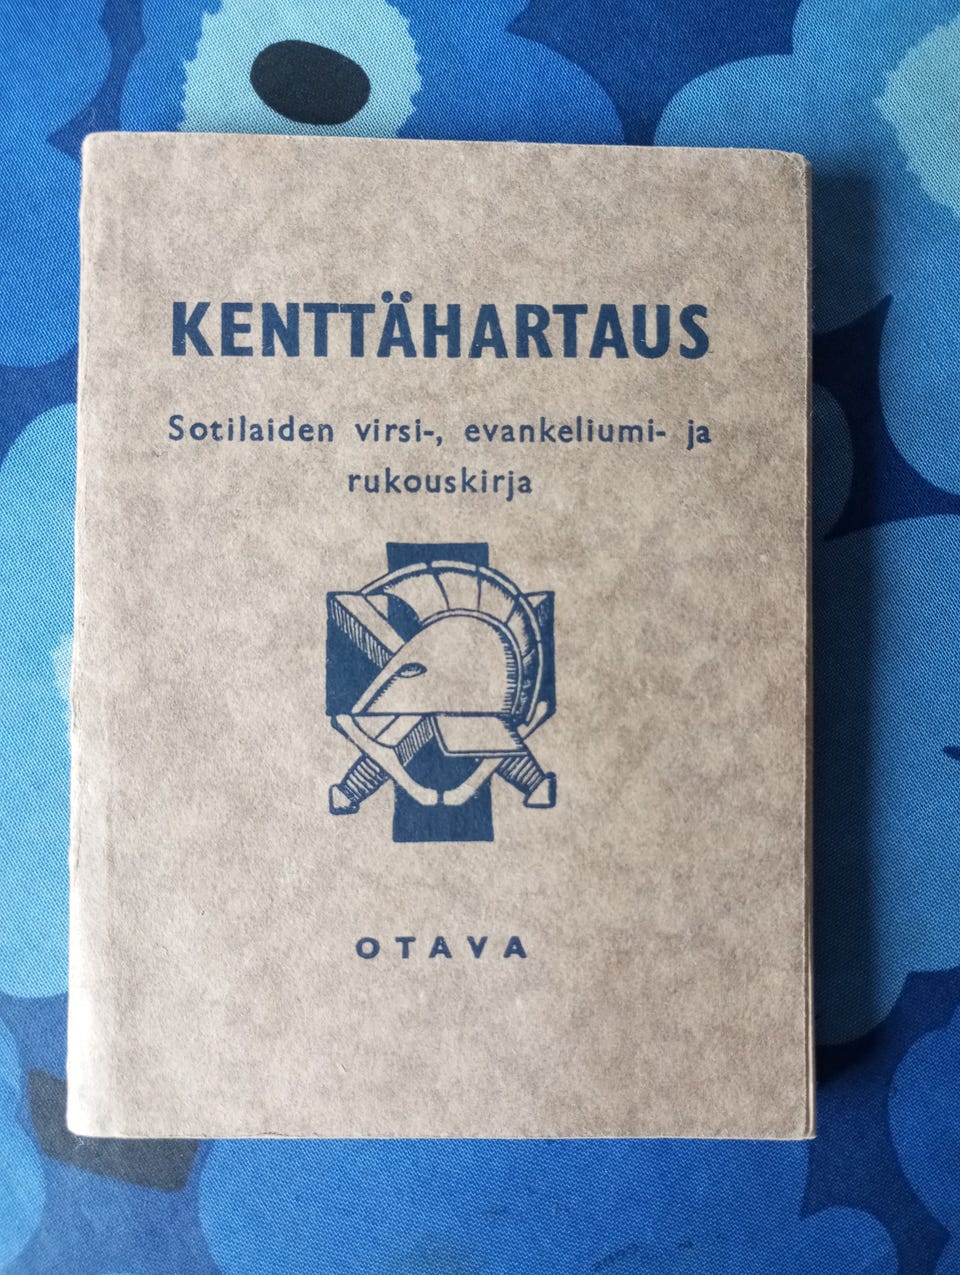 KENTTÄHARTAUS
Sotilaiden virsi-, evankeliumi- ja
rukouskirja
OTAVA